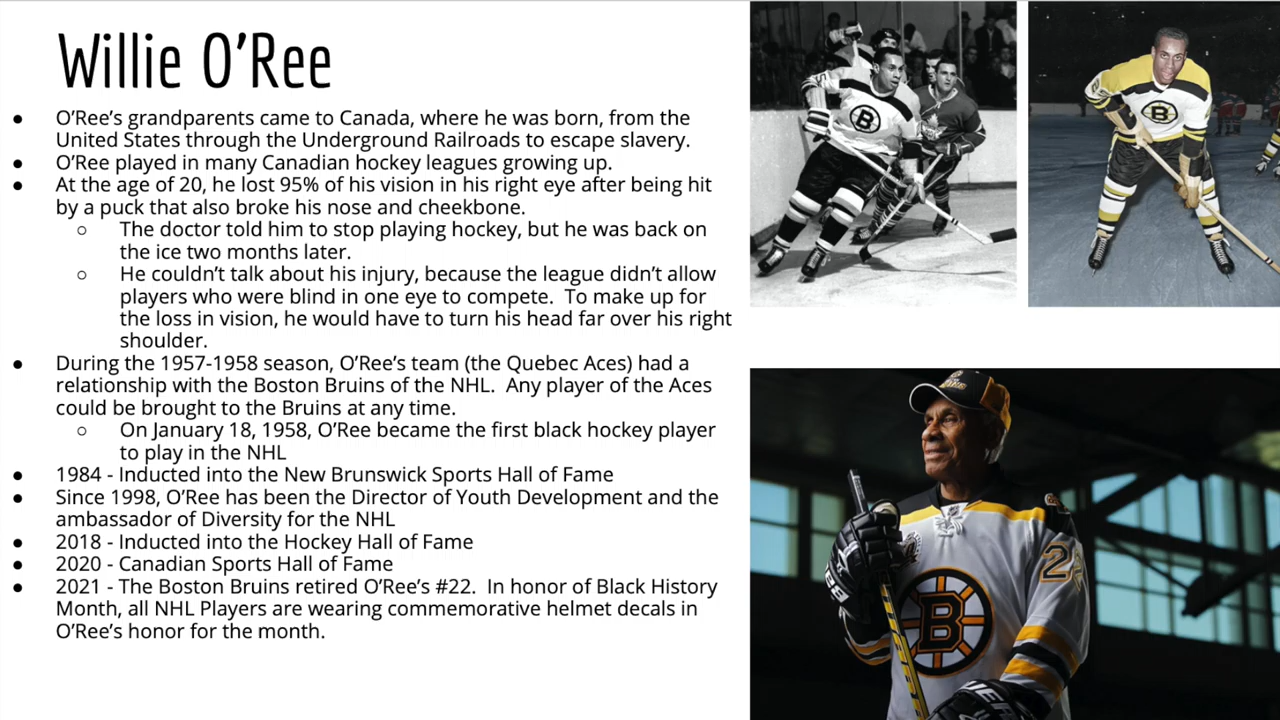 Willie O'Ree
● O'Ree's grandparents came to Canada, where he was born, from the
United States through the Underground Railroads to escape slavery.
● O'Ree played in many Canadian hockey leagues growing up.
● At the age of 20, he lost 95% of his vision in his right eye after being hit
by a puck that also broke his nose and cheekbone.
○ The doctor told him to stop playing hockey, but he was back on
the ice two months later.
○ He couldn't talk about his injury, because the league didn't allow
players who were blind in one eye to compete.  To make up for
the loss in vision, he would have to turn his head far over his right
shoulder.
● During the 1957-1958 season, O'Ree's team (the Quebec Aces) had a
relationship with the Boston Bruins of the NHL.  Any player of the Aces
could be brought to the Bruins at any time.
○ On January 18, 1958, O'Ree became the first black hockey player
to play in the NHL
● 1984 - Inducted into the New Brunswick Sports Hall of Fame
● Since 1998, O'Ree has been the Director of Youth Development and the
ambassador of Diversity for the NHL
● 2018 - Inducted into the Hockey Hall of Fame
● 2020 - Canadian Sports Hall of Fame
● 2021 - The Boston Bruins retired O'Ree's #22.  In honor of Black History
Month, all NHL Players are wearing commemorative helmet decals in
O'Ree's honor for the month.
B
B
B
2